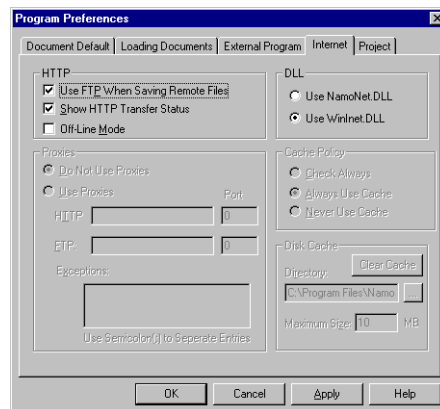 Program Preferences
Document Default Loading Documents External Program Internet Project
HTTP
Use FTP When Saving Remote Files
Show HTTP Transfer Status
Off-Line Mode
DLL
Use NamoNet.DLL
Use WinInet.DLL
Proxies
Do Not Use Proxies
Use Proxies
Port:
HTTP: 0
FTP: 0
Exceptions:
Use Semicolon(;) to Seperate Entries
Cache Policy
Check Always
Always Use Cache
Never Use Cache
Disk Cache
Directory: Clear Cache
C:\Program Files\Namo ...
Maximum Size: 10 MB
OK Cancel Apply Help